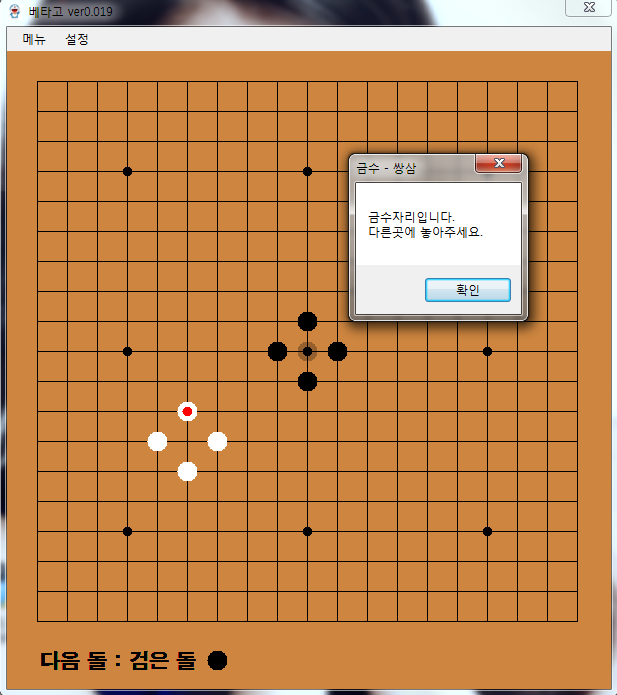 베타고 ver0.019
메뉴 설정
금수 - 쌍삼
금수자리입니다.
다른곳에 놓아주세요.
확인
다음 돌 : 검은 돌